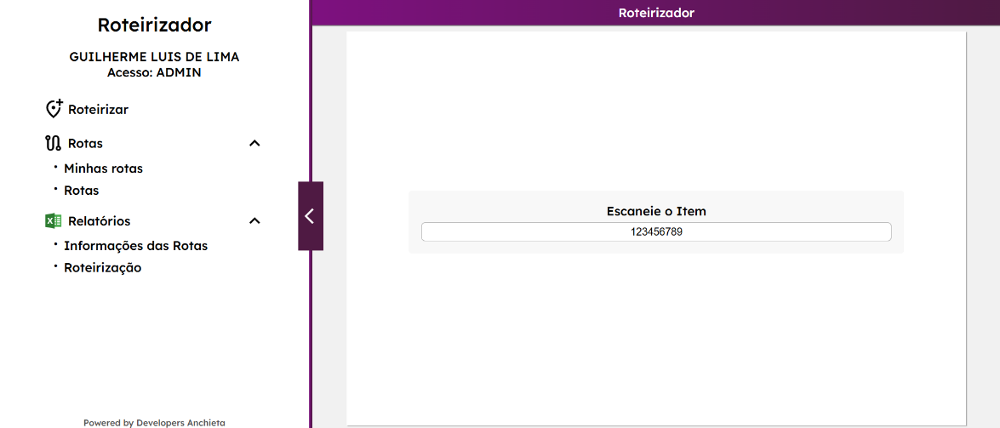 Roteirizador
GUILHERME LUIS DE LIMA
Acesso: ADMIN
Roteirizar
Rotas
• Minhas rotas
• Rotas
Relatórios
• Informações das Rotas
• Roteirização
Powered by Developers Anchieta
Roteirizador
Escaneie o Item
123456789